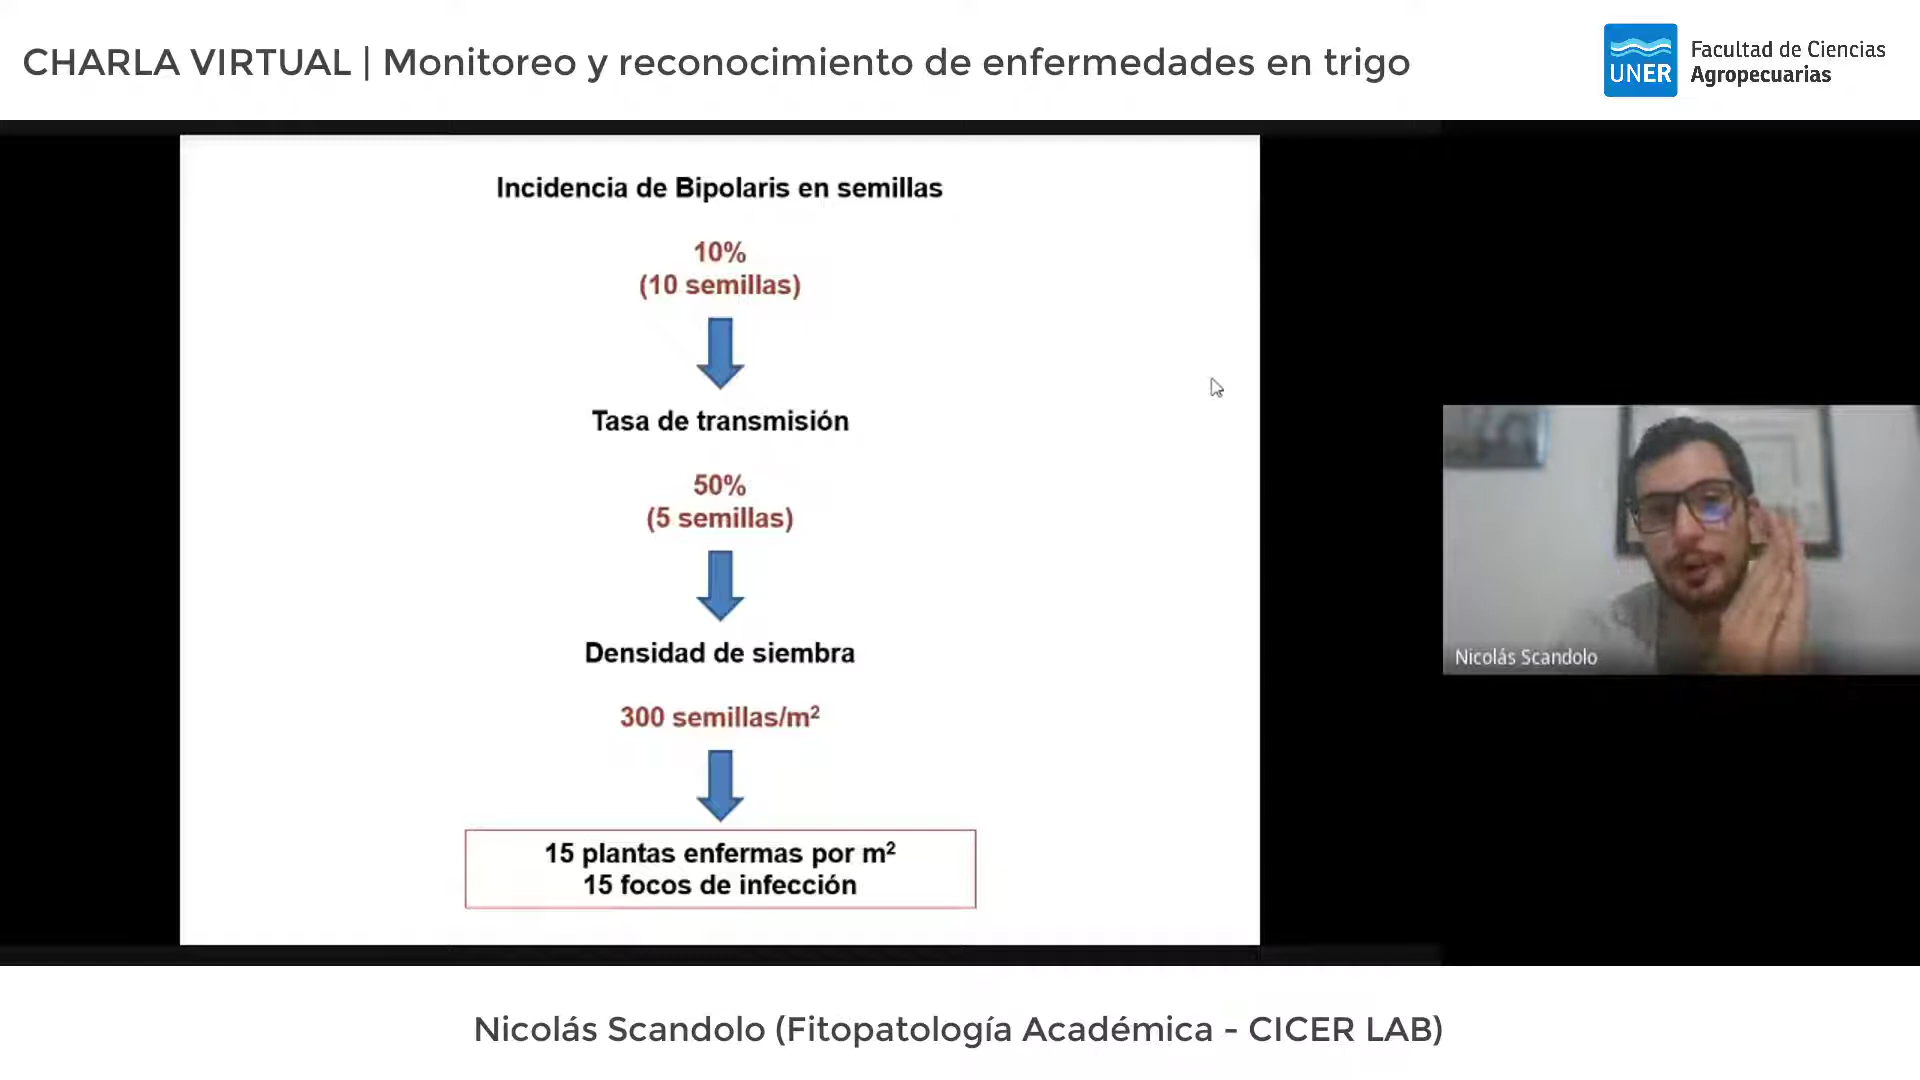 CHARLA VIRTUAL | Monitoreo y reconocimiento de enfermedades en trigo
UNER
Facultad de Ciencias
Agropecuarias
Incidencia de Bipolaris en semillas
10%
(10 semillas)
Tasa de transmisión
50%
(5 semillas)
Densidad de siembra
300 semillas/m²
15 plantas enfermas por m²
15 focos de infección
Nicolás Scandolo
Nicolás Scandolo (Fitopatología Académica - CICER LAB)